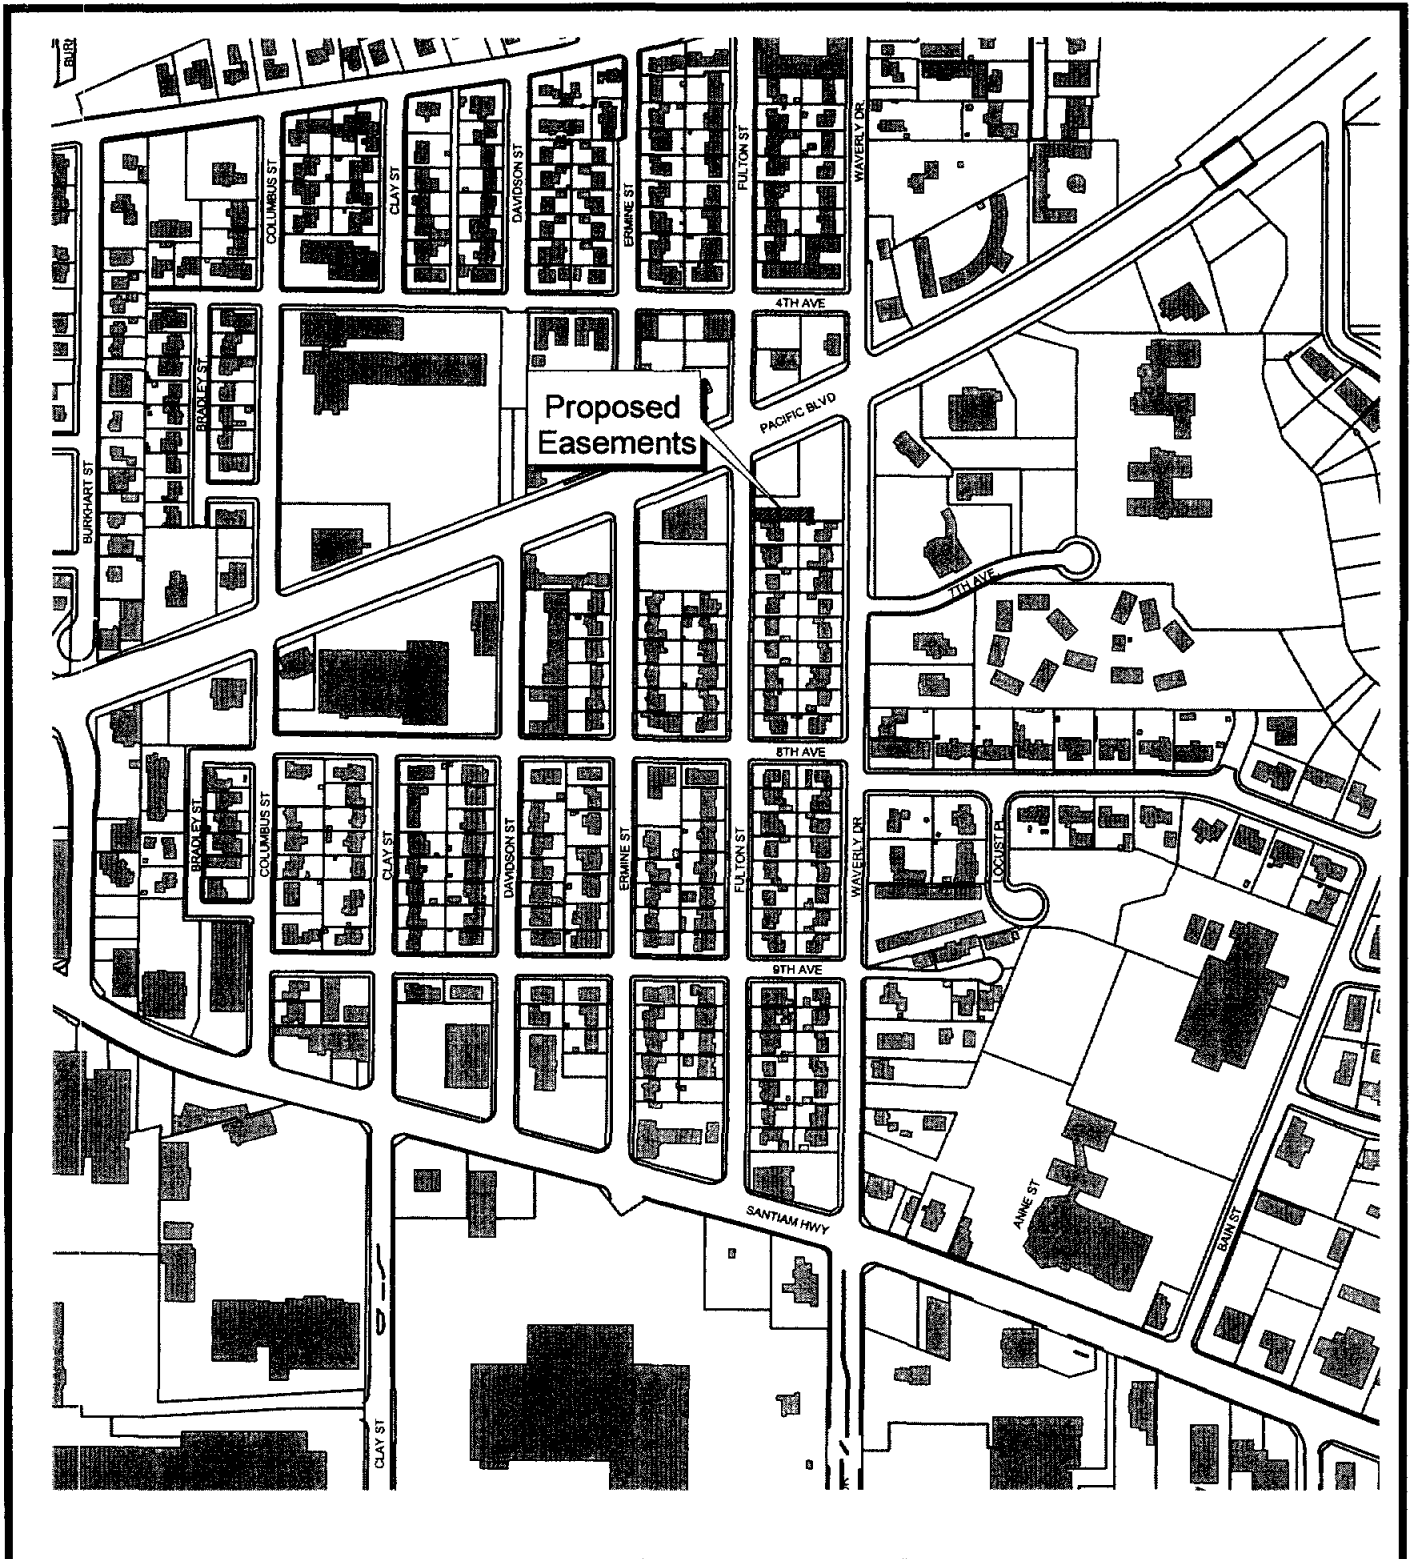 BURK
COLUMBUS ST
CLAY ST
DAVIDSON ST
ERMINE ST
FULTON ST
WAVERLY DR.
4TH AVE
BRADLEY ST
Proposed
Easements
PACIFIC BLVD
BURKHART ST
7TH AVE
8TH AVE
BRADLEY ST
COLUMBUS ST
CLAY ST
DAVIDSON ST
ERMINE ST
FULTON ST
WAVERLY DR
LOCUST PL
9TH AVE
ANNE ST
SANTIAM HWY
BAIN ST
CLAY ST